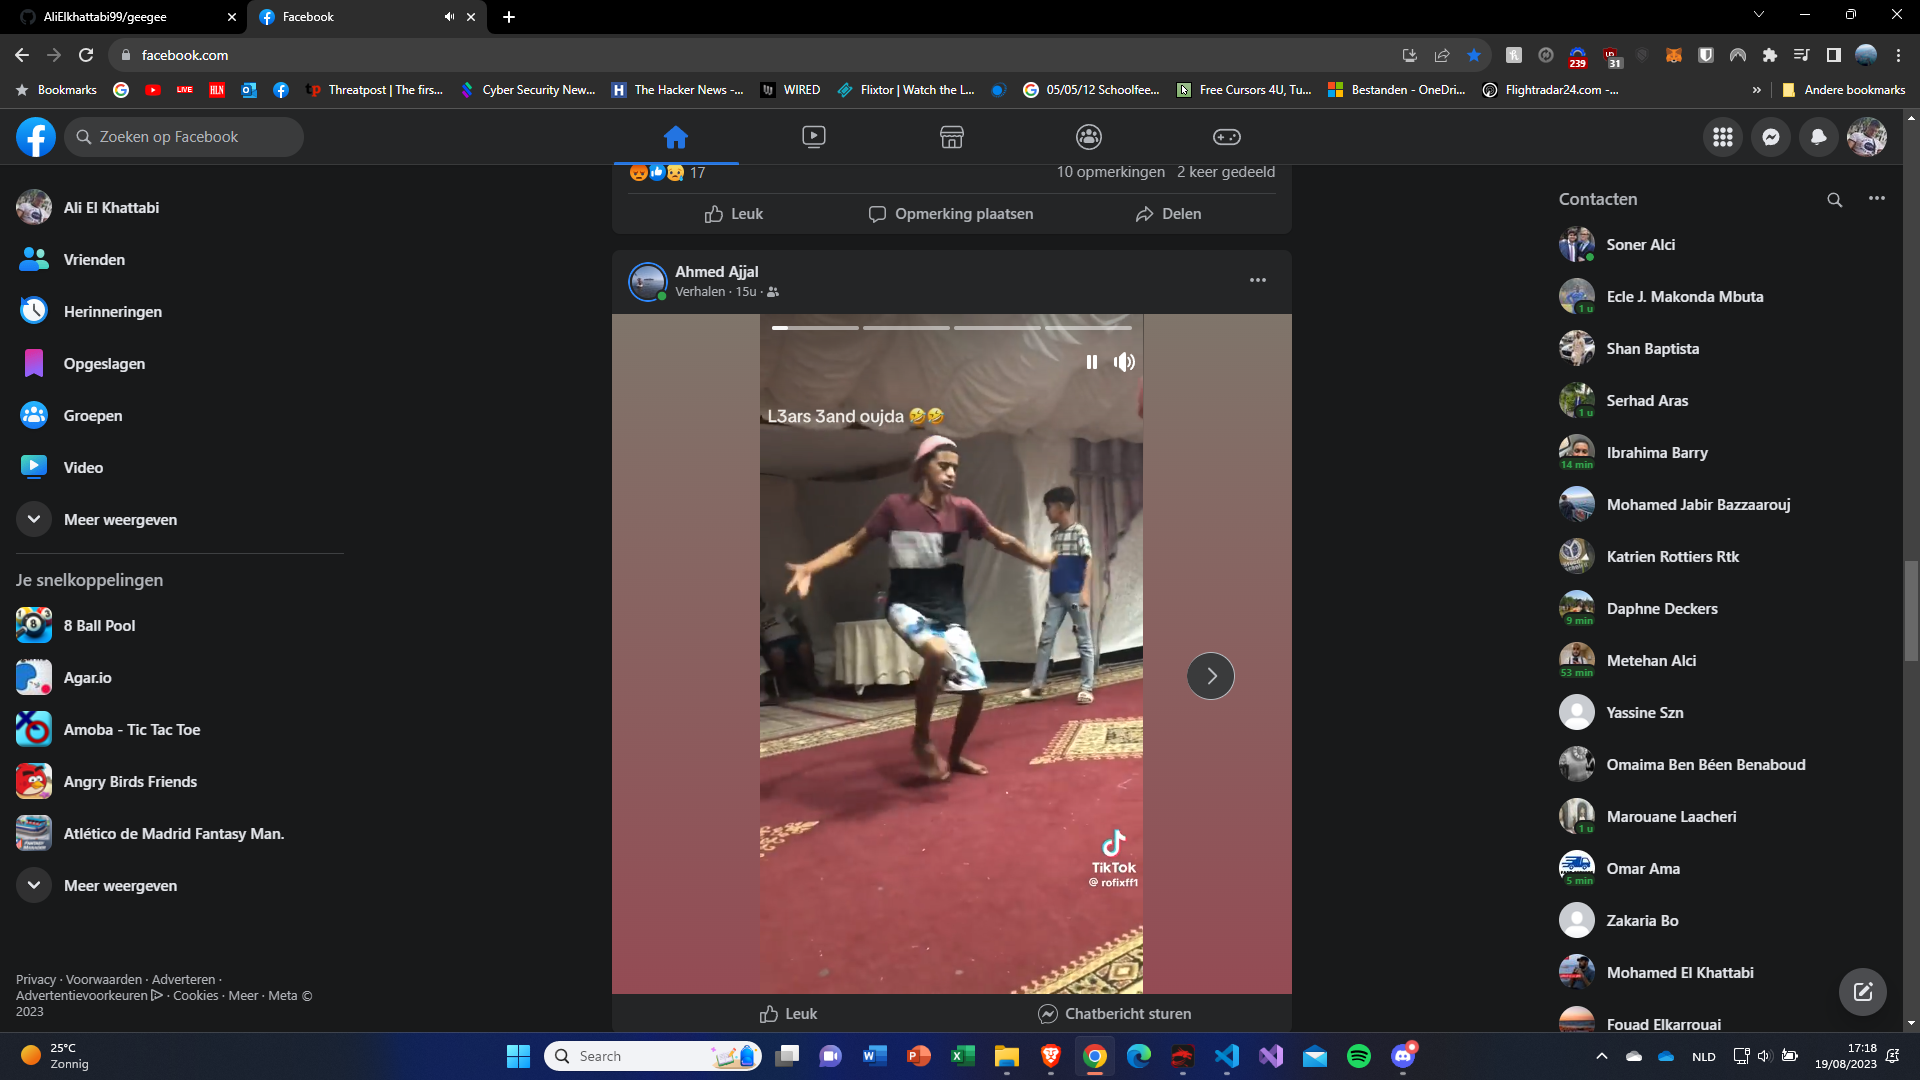 AliElkhattabi99/geegee
Facebook
facebook.com
239
31
Bookmarks
LIVE
HLN
tp
Threatpost | The firs...
Cyber Security New...
The Hacker News -...
WIRED
Flixtor | Watch the L...
05/05/12 Schoolfee...
Free Cursors 4U, Tu...
Bestanden - OneDri...
Flightradar24.com -...
Andere bookmarks
Zoeken op Facebook
Ali El Khattabi
Vrienden
Herinneringen
Opgeslagen
Groepen
Video
Meer weergeven
Je snelkoppelingen
8 Ball Pool
Agar.io
Amoba - Tic Tac Toe
Angry Birds Friends
Atlético de Madrid Fantasy Man.
Meer weergeven
Privacy · Voorwaarden · Adverteren ·
Advertentievoorkeuren · Cookies · Meer · Meta ©
2023
17
10 opmerkingen 2 keer gedeeld
Leuk
Opmerking plaatsen
Delen
Ahmed Ajjal
Verhalen · 15u ·
L3ars 3and oujda 🤣🤣
TikTok
@ rofixff1
Leuk
Chatbericht sturen
Contacten
Soner Alci
Ecle J. Makonda Mbuta
1 u
Shan Baptista
Serhad Aras
1 u
Ibrahima Barry
14 min
Mohamed Jabir Bazzaarouj
Katrien Rottiers Rtk
Daphne Deckers
9 min
Metehan Alci
53 min
Yassine Szn
Omaima Ben Béen Benaboud
Marouane Laacheri
1 u
Omar Ama
5 min
Zakaria Bo
Mohamed El Khattabi
Fouad Elkarrouai
25°C
Zonnig
Search
NLD
17:18
19/08/2023